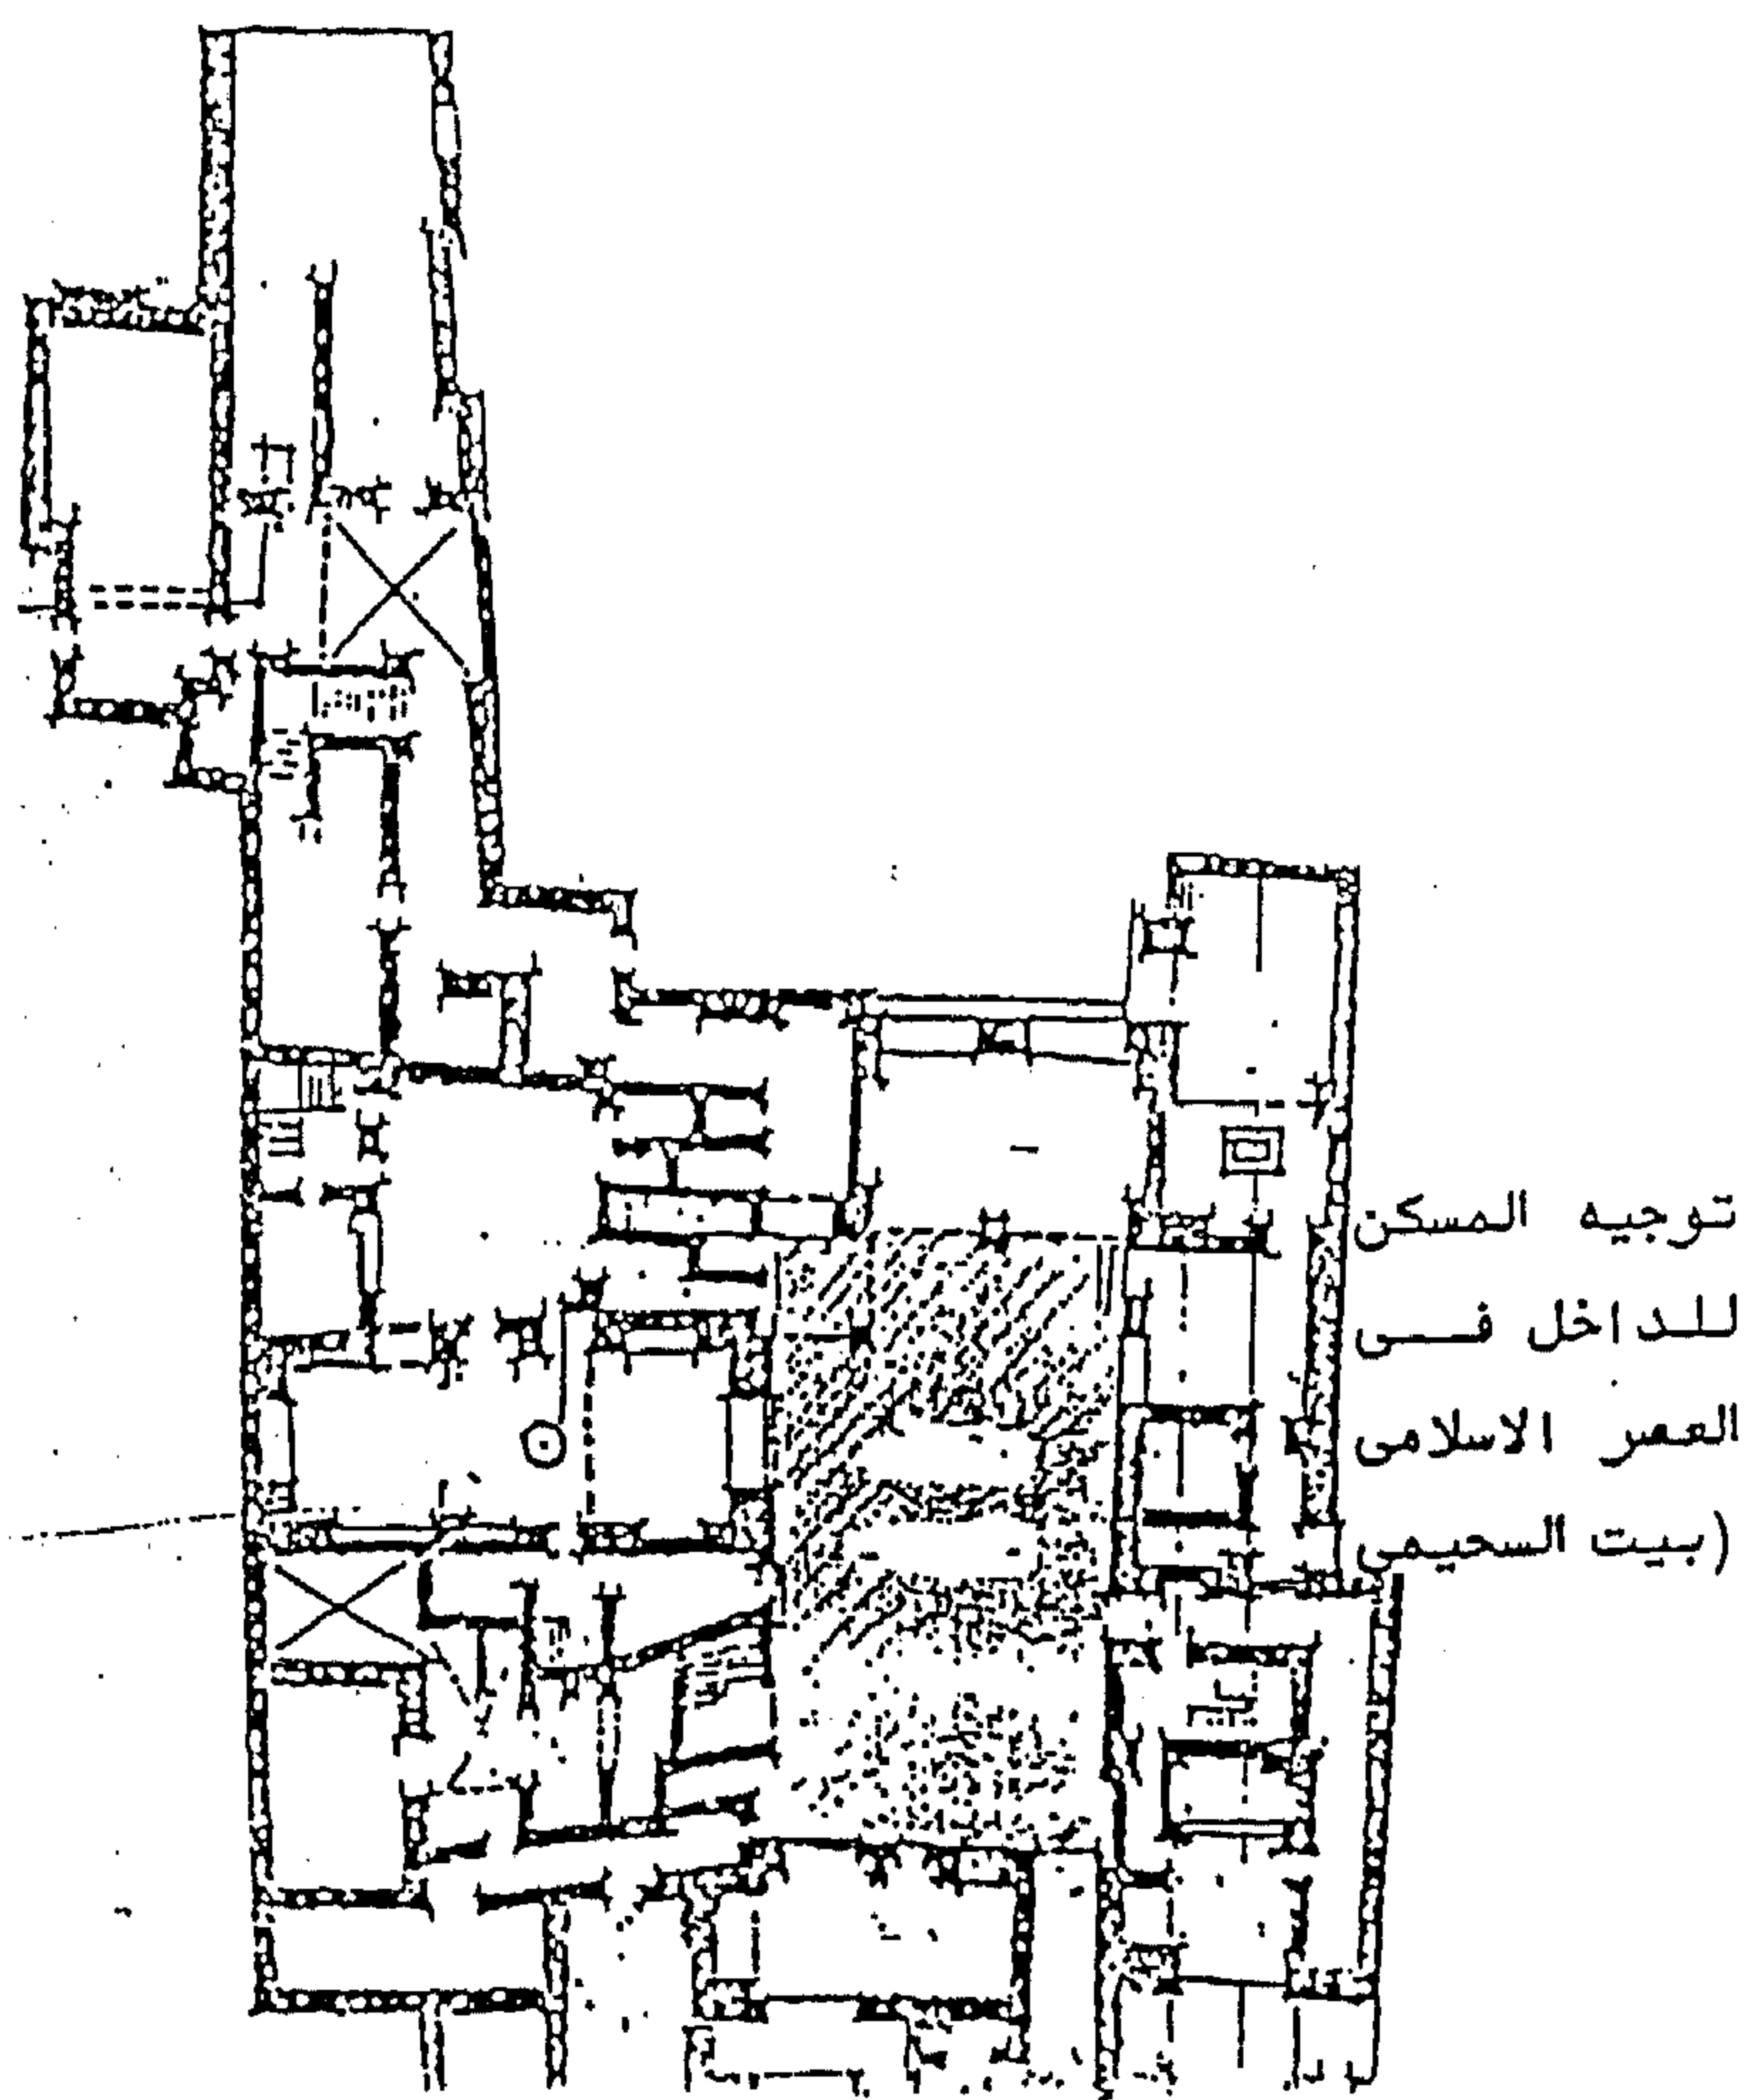 توجيه المسكن
للداخل فى
العصر الاسلامى
(بيت السحيمى